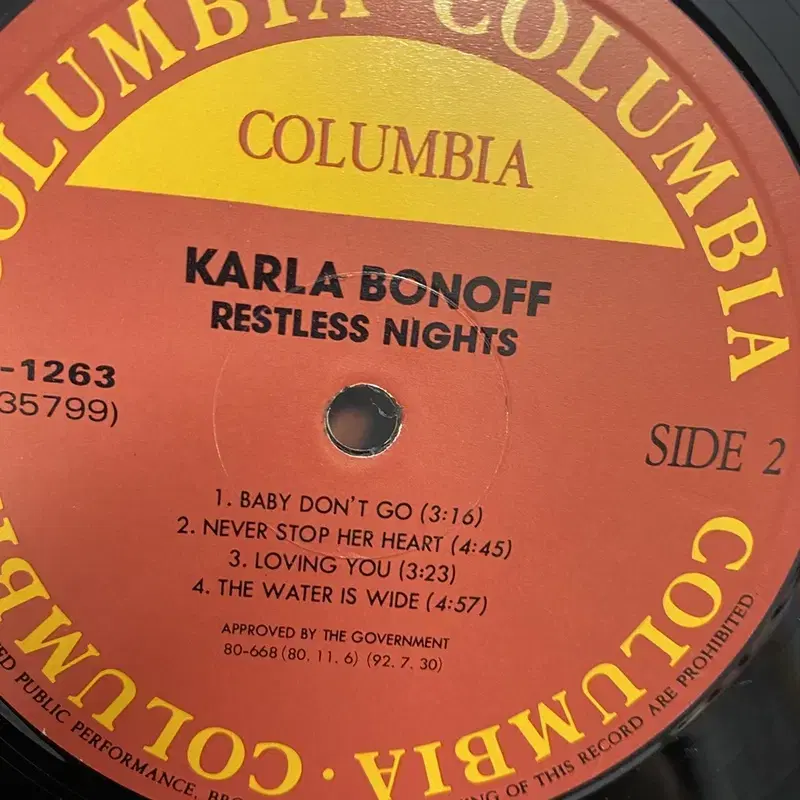 COLUMBIA COLUMBIA COLUMBIA COLUMBIA · COLUMBIA
COLUMBIA
KARLA BONOFF
RESTLESS NIGHTS
-1263
35799)
SIDE 2
1. BABY DON'T GO (3:16)
2. NEVER STOP HER HEART (4:45)
3. LOVING YOU (3:23)
4. THE WATER IS WIDE (4:57)
APPROVED BY THE GOVERNMENT
80-668 (80. 11. 6) (92. 7. 30)
PUBLIC PERFORMANCE,
OF THIS RECORD ARE PROHIBITED.